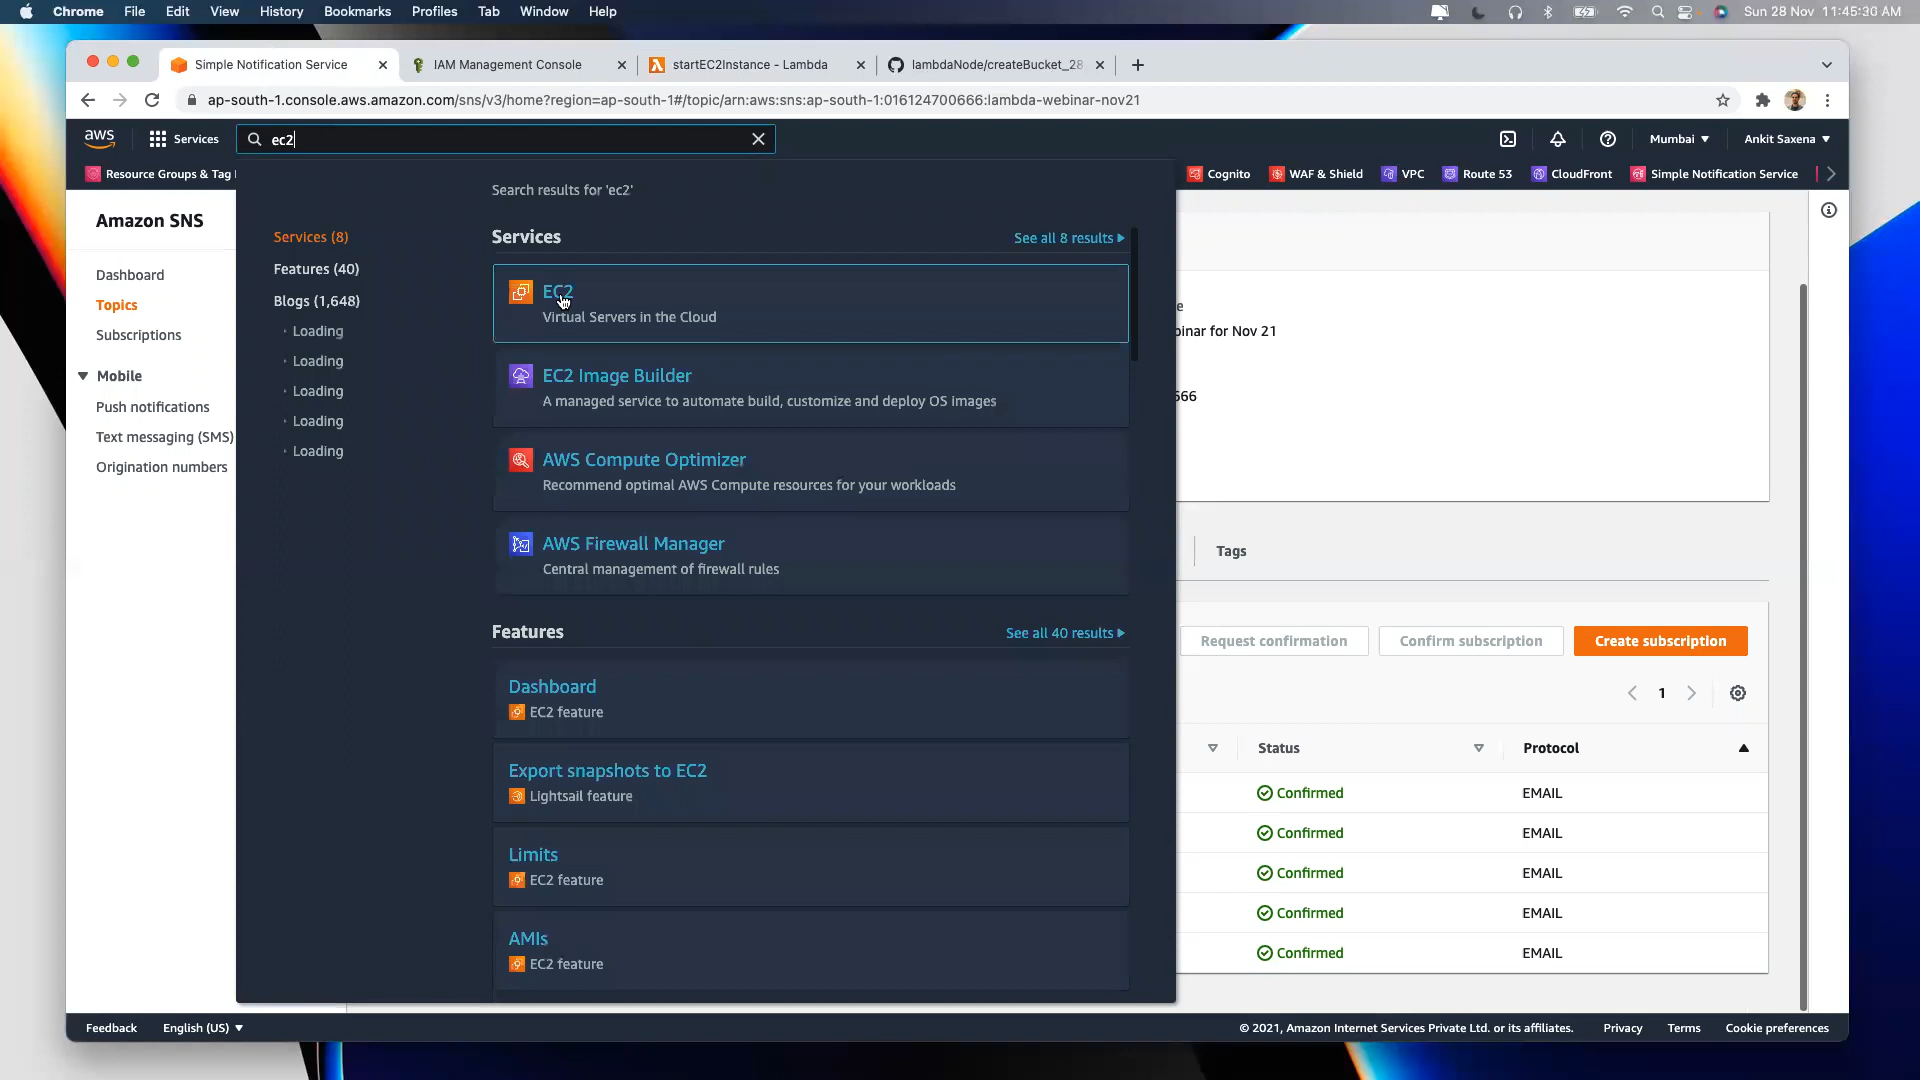 Chrome File Edit View History Bookmarks Profiles Tab Window Help Sun 28 Nov 11:45:30 AM
Simple Notification Service IAM Management Console startEC2Instance - Lambda lambdaNode/createBucket_28
ap-south-1.console.aws.amazon.com/sns/v3/home?region=ap-south-1#/topic/arn:aws:sns:ap-south-1:016124700666:lambda-webinar-nov21
aws Services ec2 Mumbai Ankit Saxena
Resource Groups & Tag Cognito WAF & Shield VPC Route 53 CloudFront Simple Notification Service
Amazon SNS
Dashboard
Topics
Subscriptions
Mobile
Push notifications
Text messaging (SMS)
Origination numbers
Search results for 'ec2'
Services (8)
Features (40)
Blogs (1,648)
Loading
Loading
Loading
Loading
Loading
Services See all 8 results
EC2
Virtual Servers in the Cloud
EC2 Image Builder
A managed service to automate build, customize and deploy OS images
AWS Compute Optimizer
Recommend optimal AWS Compute resources for your workloads
AWS Firewall Manager
Central management of firewall rules
Features See all 40 results
Dashboard
EC2 feature
Export snapshots to EC2
Lightsail feature
Limits
EC2 feature
AMIs
EC2 feature
e
binar for Nov 21
666
Tags
Request confirmation Confirm subscription Create subscription
1
Status Protocol
Confirmed EMAIL
Confirmed EMAIL
Confirmed EMAIL
Confirmed EMAIL
Confirmed EMAIL
Feedback English (US) © 2021, Amazon Internet Services Private Ltd. or its affiliates. Privacy Terms Cookie preferences